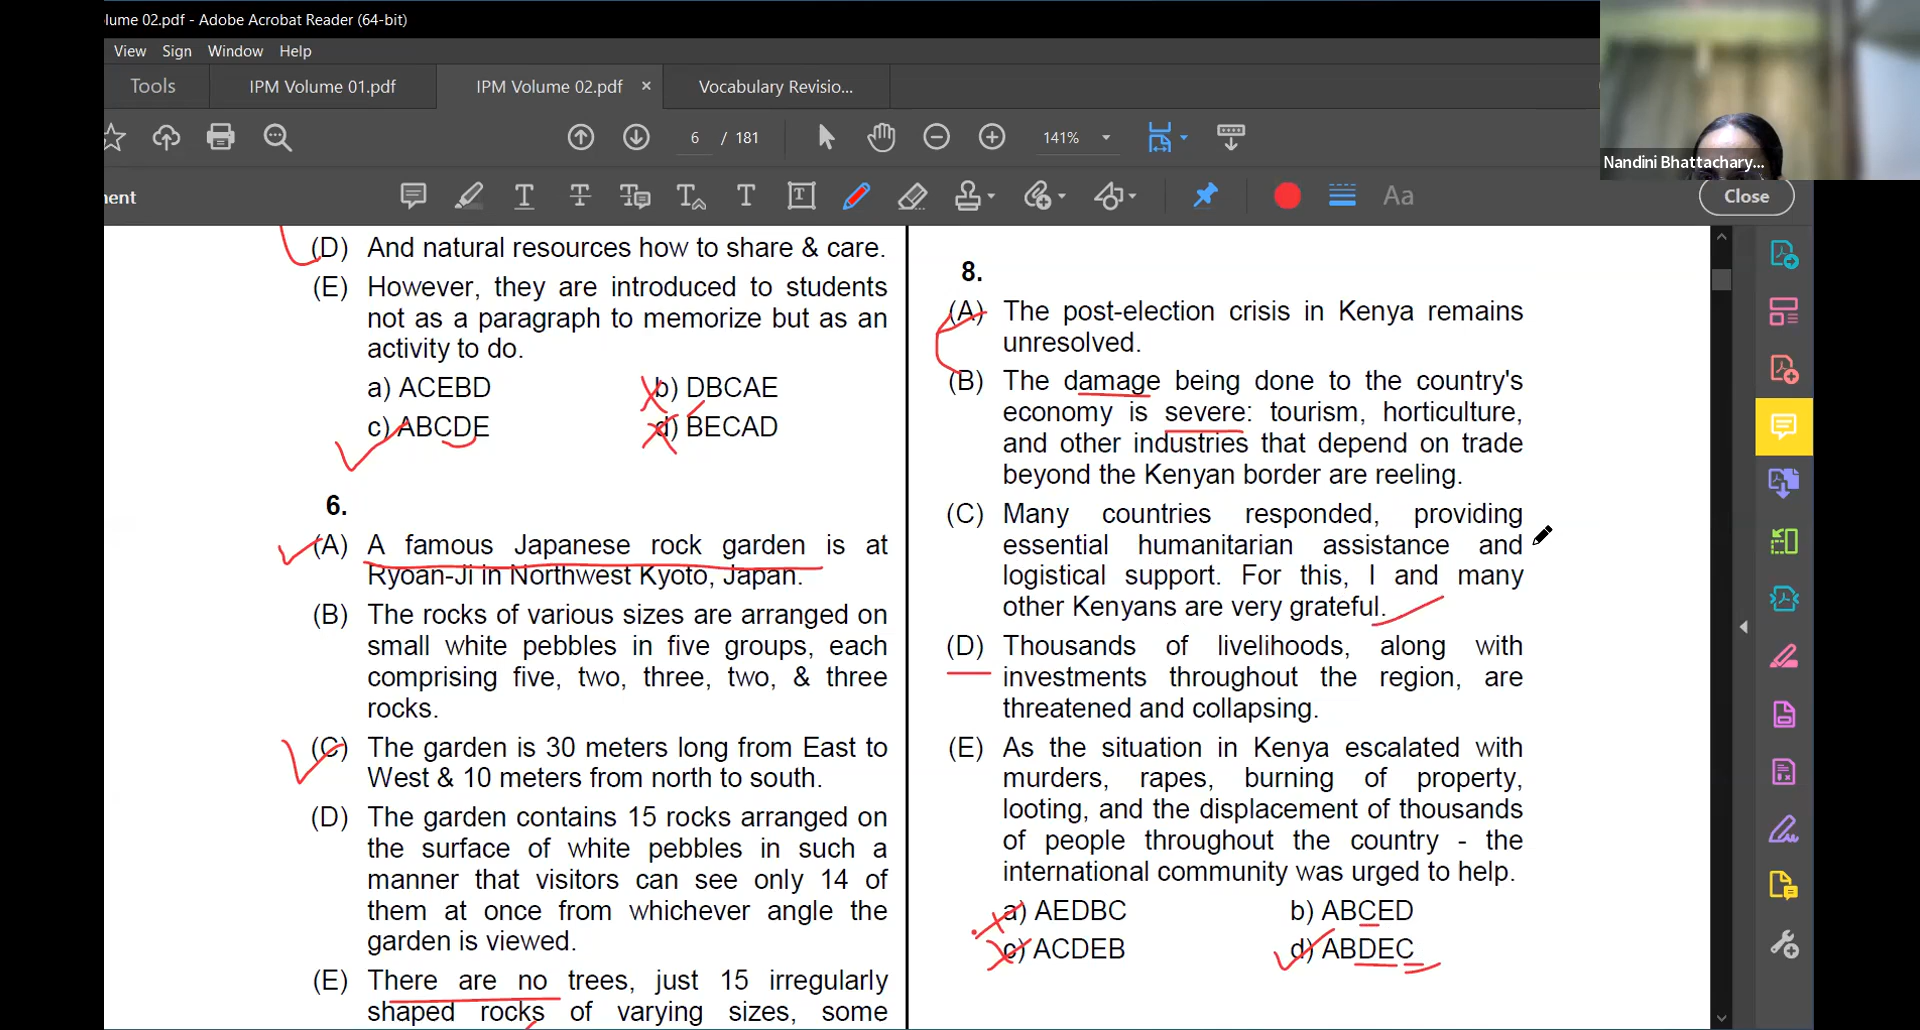 lume 02.pdf - Adobe Acrobat Reader (64-bit)
View Sign Window Help
Tools IPM Volume 01.pdf IPM Volume 02.pdf × Vocabulary Revisio...
6 / 181 141%
ent T T T T T Aa Close
Nandini Bhattachary...
(D) And natural resources how to share & care.
(E) However, they are introduced to students
not as a paragraph to memorize but as an
activity to do.
a) ACEBD b) DBCAE
c) ABCDE d) BECAD
6.
(A) A famous Japanese rock garden is at
Ryoan-Ji in Northwest Kyoto, Japan.
(B) The rocks of various sizes are arranged on
small white pebbles in five groups, each
comprising five, two, three, two, & three
rocks.
(C) The garden is 30 meters long from East to
West & 10 meters from north to south.
(D) The garden contains 15 rocks arranged on
the surface of white pebbles in such a
manner that visitors can see only 14 of
them at once from whichever angle the
garden is viewed.
(E) There are no trees, just 15 irregularly
shaped rocks of varying sizes, some
8.
(A) The post-election crisis in Kenya remains
unresolved.
(B) The damage being done to the country's
economy is severe: tourism, horticulture,
and other industries that depend on trade
beyond the Kenyan border are reeling.
(C) Many countries responded, providing
essential humanitarian assistance and
logistical support. For this, I and many
other Kenyans are very grateful.
(D) Thousands of livelihoods, along with
investments throughout the region, are
threatened and collapsing.
(E) As the situation in Kenya escalated with
murders, rapes, burning of property,
looting, and the displacement of thousands
of people throughout the country - the
international community was urged to help.
a) AEDBC b) ABCED
c) ACDEB d) ABDEC